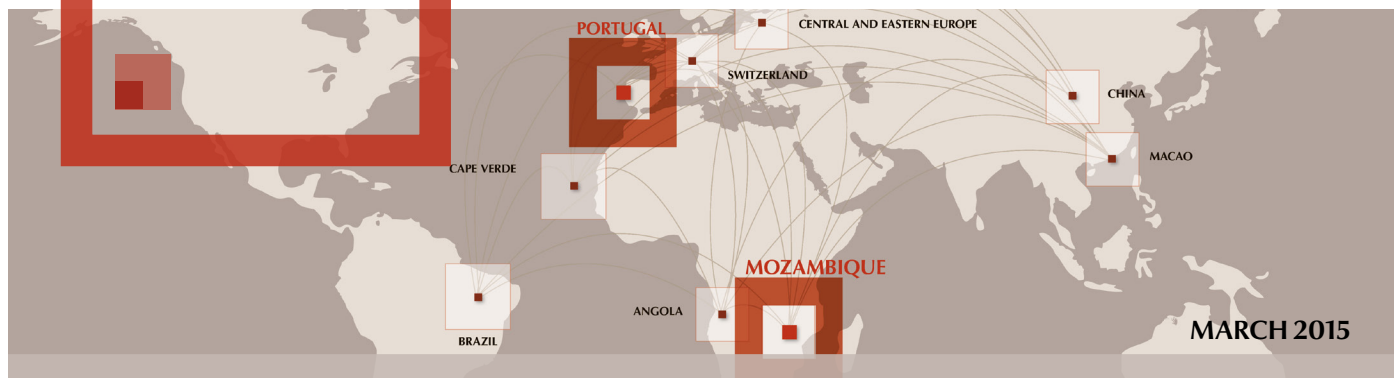 PORTUGAL
CENTRAL AND EASTERN EUROPE
SWITZERLAND
CHINA
MACAO
CAPE VERDE
MOZAMBIQUE
ANGOLA
MARCH 2015
BRAZIL